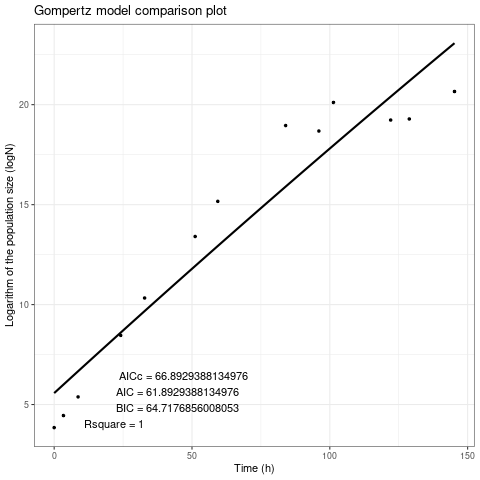 Gompertz model comparison plot
Logarithm of the population size (logN)
20
15
10
5
AICc = 66.8929388134976
AIC = 61.8929388134976
BIC = 64.7176856008053
Rsquare = 1
0
50
100
150
Time (h)